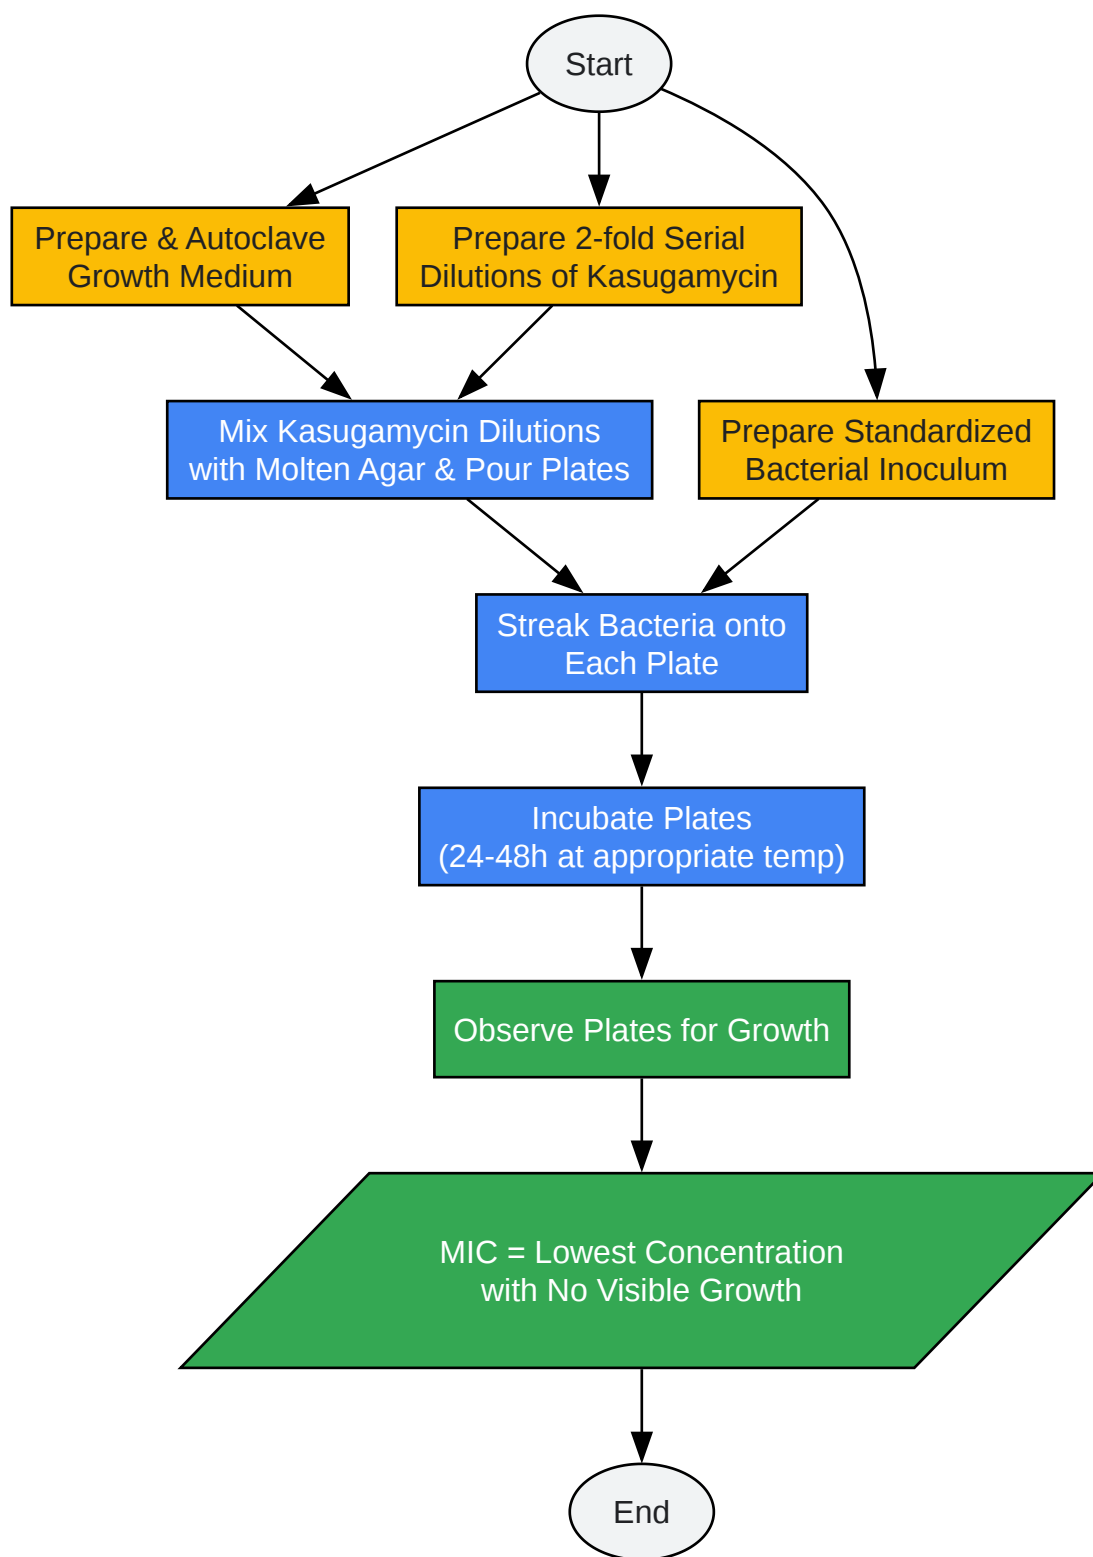 Start
Prepare & Autoclave
Growth Medium
Prepare 2-fold Serial
Dilutions of Kasugamycin
Mix Kasugamycin Dilutions
with Molten Agar & Pour Plates
Prepare Standardized
Bacterial Inoculum
Streak Bacteria onto
Each Plate
Incubate Plates
(24-48h at appropriate temp)
Observe Plates for Growth
MIC = Lowest Concentration
with No Visible Growth
End